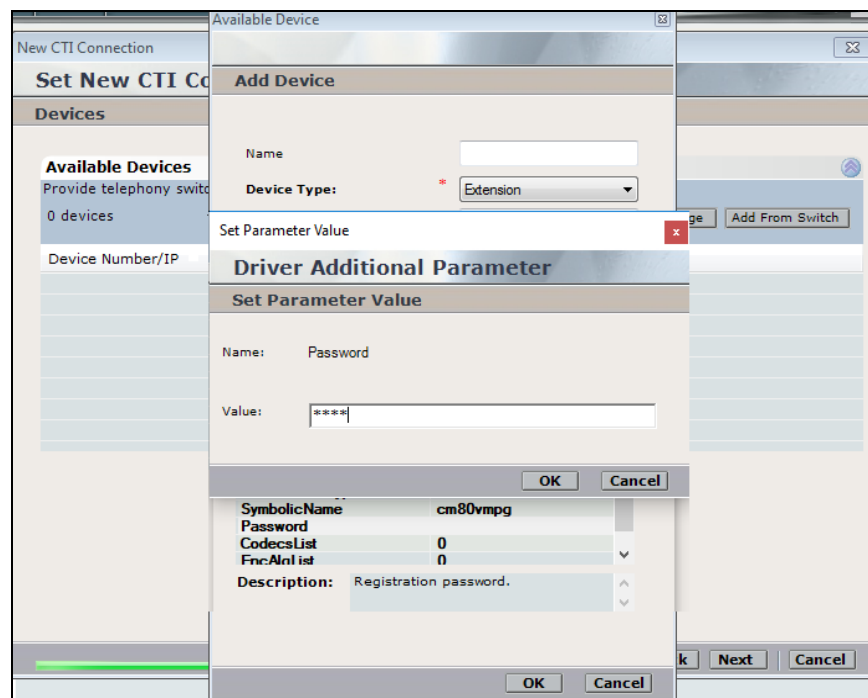 Available Device
New CTI Connection
Set New CTI Co
Add Device
Devices
Name
Available Devices
Provide telephony switc
Device Type: * Extension
0 devices
ge Add From Switch
Set Parameter Value
Device Number/IP
Driver Additional Parameter
Set Parameter Value
Name: Password
Value: ****
OK Cancel
SymbolicName cm80vmpg
Password
CodecsList 0
EncAlgList 0
Description: Registration password.
k Next Cancel
OK Cancel